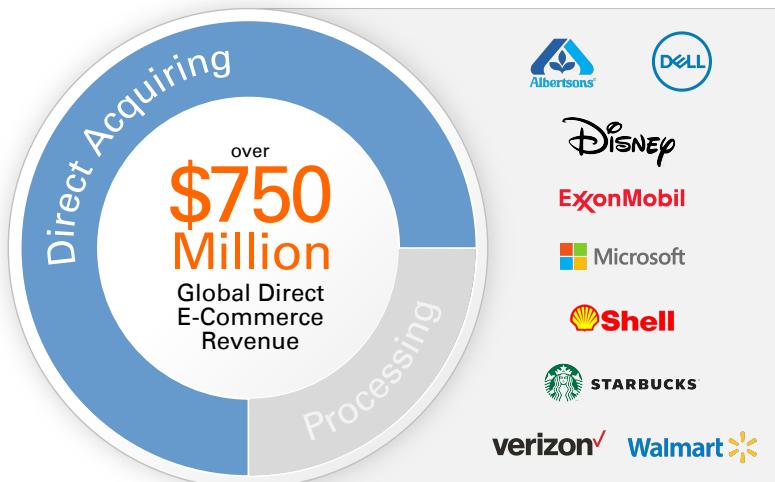 Direct Acquiring
over
$750
Million
Global Direct
E-Commerce
Revenue
Processing
Albertsons®
DELL
Disney
ExxonMobil
Microsoft
Shell
STARBUCKS
verizon✓
Walmart